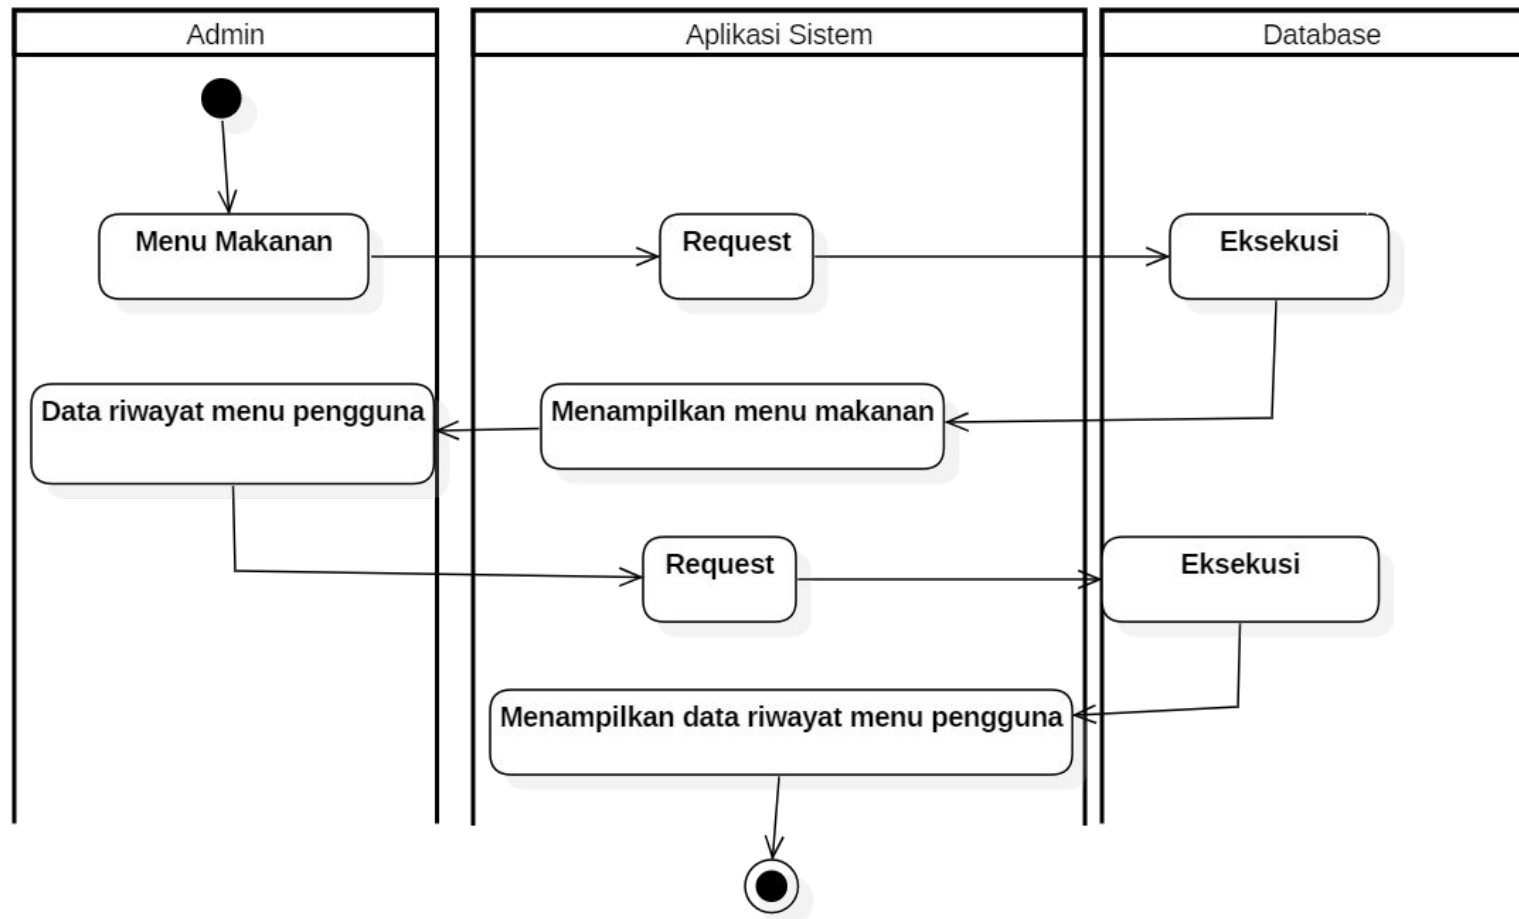 Admin
Aplikasi Sistem
Database
Menu Makanan
Request
Eksekusi
Data riwayat menu pengguna
Menampilkan menu makanan
Request
Eksekusi
Menampilkan data riwayat menu pengguna